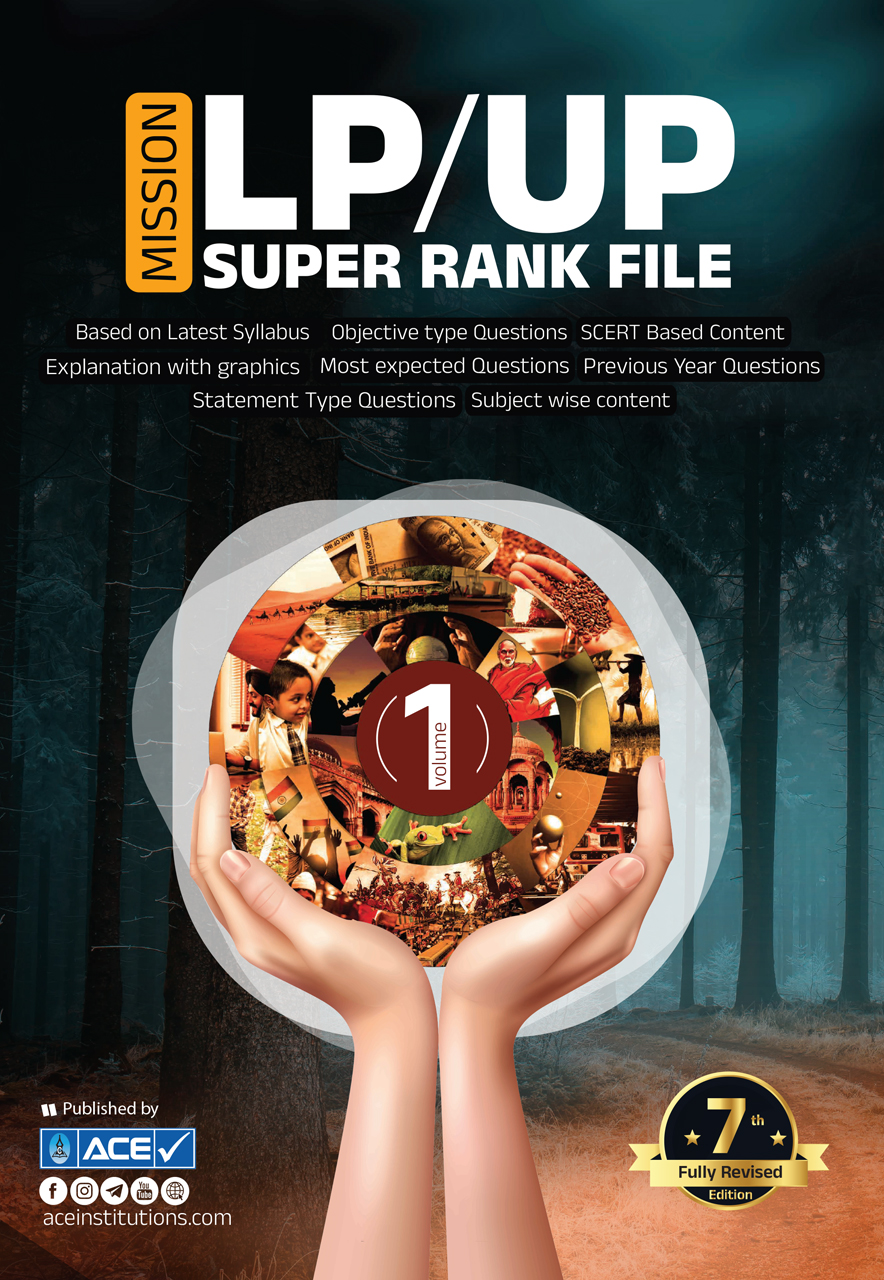 MISSION
LP/UP
SUPER RANK FILE
Based on Latest Syllabus Objective type Questions SCERT Based Content
Explanation with graphics Most expected Questions Previous Year Questions
Statement Type Questions Subject wise content
1
volume
Published by
ACE
You
Tube
aceinstitutions.com
7th
Fully Revised
Edition